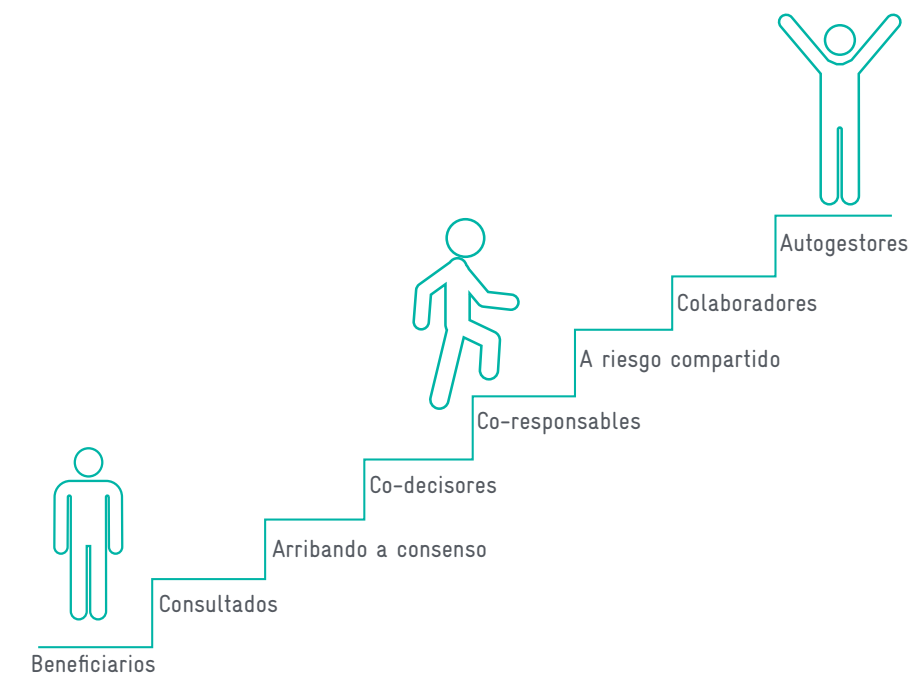 Autogestores
Colaboradores
A riesgo compartido
Co-responsables
Co-decisores
Arribando a consenso
Consultados
Beneficiarios